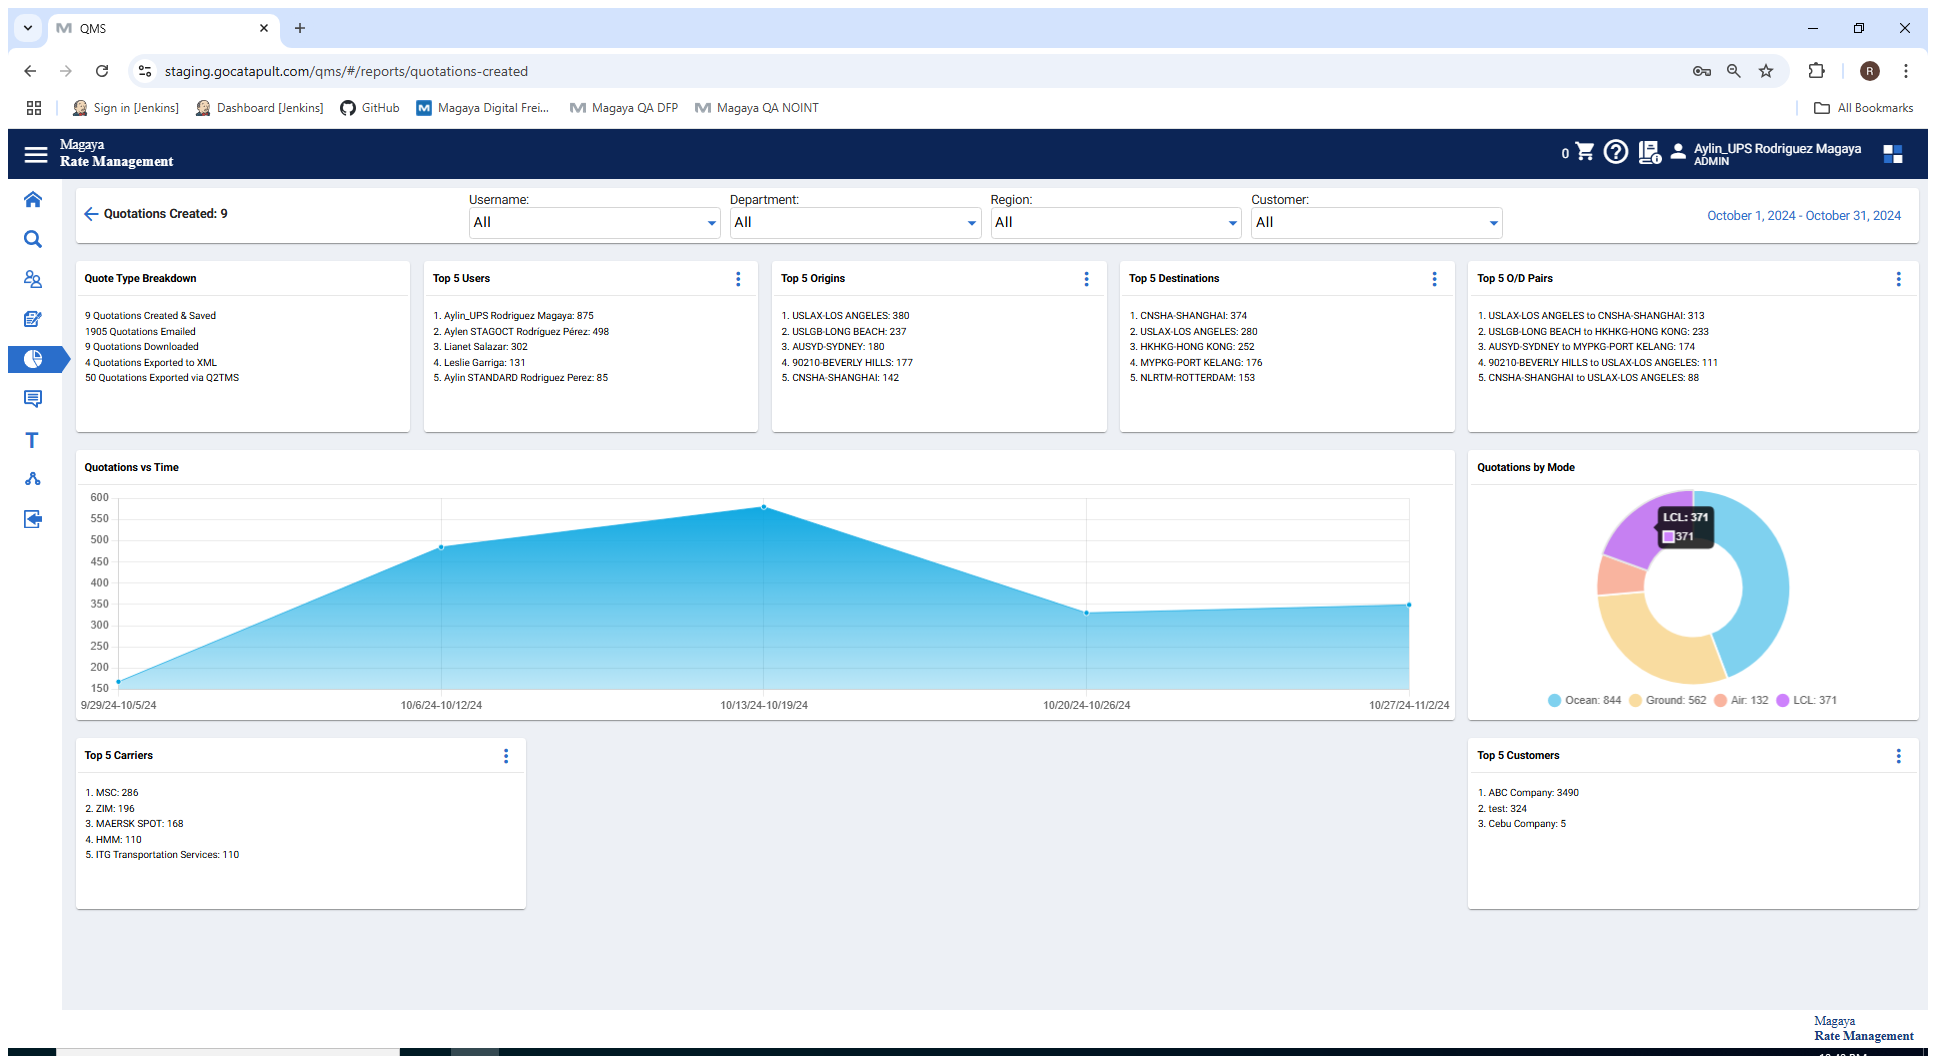 QMS
staging.gocatapult.com/qms/#/reports/quotations-created
R
Sign in [Jenkins]
Dashboard [Jenkins]
GitHub
Magaya Digital Frei...
Magaya QA DFP
Magaya QA NOINT
All Bookmarks
Magaya
Rate Management
0
Aylin_UPS Rodriguez Magaya
ADMIN
Quotations Created: 9
Username:
All
Department:
All
Region:
All
Customer:
All
October 1, 2024 - October 31, 2024
Quote Type Breakdown
9 Quotations Created & Saved
1905 Quotations Emailed
9 Quotations Downloaded
4 Quotations Exported to XML
50 Quotations Exported via Q2TMS
Top 5 Users
1. Aylin_UPS Rodriguez Magaya: 875
2. Aylen STAGOCT Rodríguez Pérez: 498
3. Lianet Salazar: 302
4. Leslie Garriga: 131
5. Aylin STANDARD Rodriguez Perez: 85
Top 5 Origins
1. USLAX-LOS ANGELES: 380
2. USLGB-LONG BEACH: 237
3. AUSYD-SYDNEY: 180
4. 90210-BEVERLY HILLS: 177
5. CNSHA-SHANGHAI: 142
Top 5 Destinations
1. CNSHA-SHANGHAI: 374
2. USLAX-LOS ANGELES: 280
3. HKHKG-HONG KONG: 252
4. MYPKG-PORT KELANG: 176
5. NLRTM-ROTTERDAM: 153
Top 5 O/D Pairs
1. USLAX-LOS ANGELES to CNSHA-SHANGHAI: 313
2. USLGB-LONG BEACH to HKHKG-HONG KONG: 233
3. AUSYD-SYDNEY to MYPKG-PORT KELANG: 174
4. 90210-BEVERLY HILLS to USLAX-LOS ANGELES: 111
5. CNSHA-SHANGHAI to USLAX-LOS ANGELES: 88
Quotations vs Time
600
550
500
450
400
350
300
250
200
150
9/29/24-10/5/24
10/6/24-10/12/24
10/13/24-10/19/24
10/20/24-10/26/24
10/27/24-11/2/24
Quotations by Mode
LCL: 371
371
Ocean: 844
Ground: 562
Air: 132
LCL: 371
T
Top 5 Carriers
1. MSC: 286
2. ZIM: 196
3. MAERSK SPOT: 168
4. HMM: 110
5. ITG Transportation Services: 110
Top 5 Customers
1. ABC Company: 3490
2. test: 324
3. Cebu Company: 5
Magaya
Rate Management